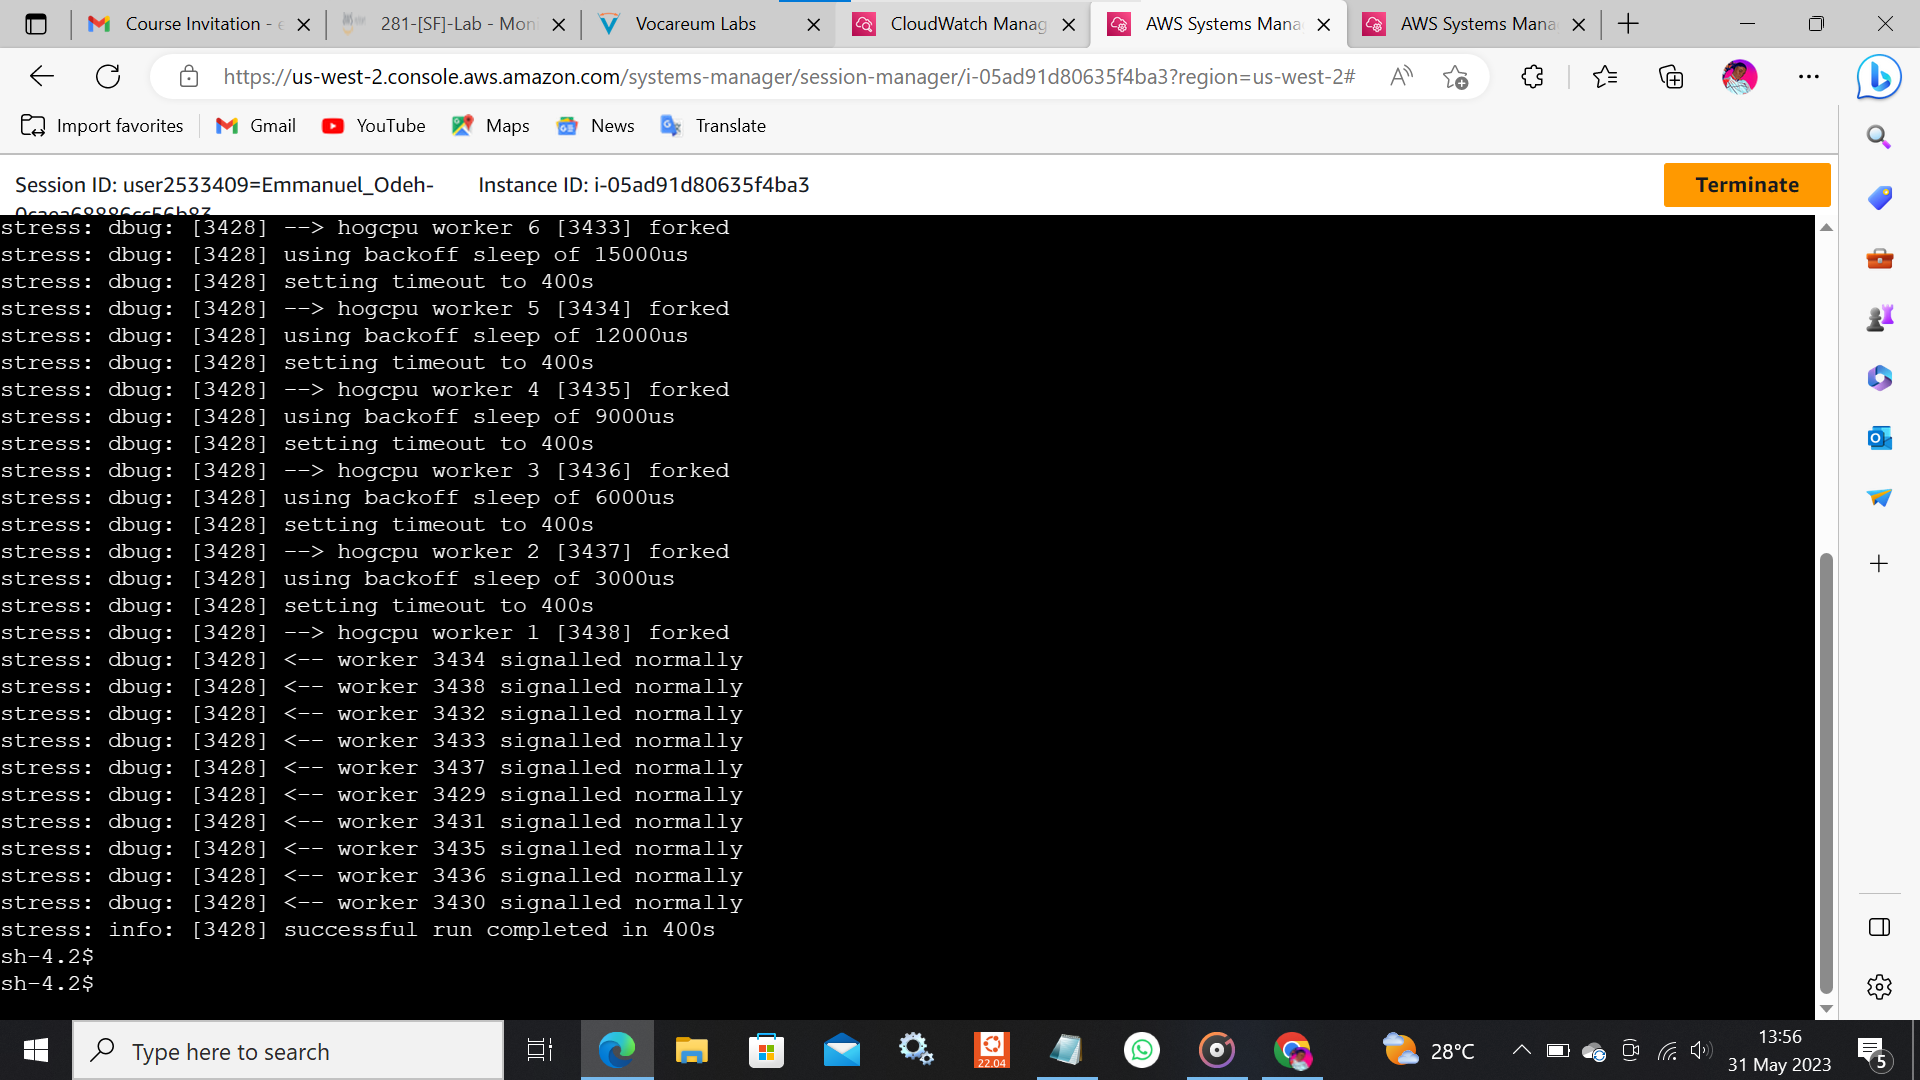 Course Invitation - e
281-[SF]-Lab - Moni
Vocareum Labs
CloudWatch Manag
AWS Systems Mana
AWS Systems Mana
https://us-west-2.console.aws.amazon.com/systems-manager/session-manager/i-05ad91d80635f4ba3?region=us-west-2#
Import favorites
Gmail
YouTube
Maps
News
Translate
Session ID: user2533409=Emmanuel_Odeh-
0caea68886cc56b83
Instance ID: i-05ad91d80635f4ba3
Terminate
stress: dbug: [3428] --> hogcpu worker 6 [3433] forked
stress: dbug: [3428] using backoff sleep of 15000us
stress: dbug: [3428] setting timeout to 400s
stress: dbug: [3428] --> hogcpu worker 5 [3434] forked
stress: dbug: [3428] using backoff sleep of 12000us
stress: dbug: [3428] setting timeout to 400s
stress: dbug: [3428] --> hogcpu worker 4 [3435] forked
stress: dbug: [3428] using backoff sleep of 9000us
stress: dbug: [3428] setting timeout to 400s
stress: dbug: [3428] --> hogcpu worker 3 [3436] forked
stress: dbug: [3428] using backoff sleep of 6000us
stress: dbug: [3428] setting timeout to 400s
stress: dbug: [3428] --> hogcpu worker 2 [3437] forked
stress: dbug: [3428] using backoff sleep of 3000us
stress: dbug: [3428] setting timeout to 400s
stress: dbug: [3428] --> hogcpu worker 1 [3438] forked
stress: dbug: [3428] <-- worker 3434 signalled normally
stress: dbug: [3428] <-- worker 3438 signalled normally
stress: dbug: [3428] <-- worker 3432 signalled normally
stress: dbug: [3428] <-- worker 3433 signalled normally
stress: dbug: [3428] <-- worker 3437 signalled normally
stress: dbug: [3428] <-- worker 3429 signalled normally
stress: dbug: [3428] <-- worker 3431 signalled normally
stress: dbug: [3428] <-- worker 3435 signalled normally
stress: dbug: [3428] <-- worker 3436 signalled normally
stress: dbug: [3428] <-- worker 3430 signalled normally
stress: info: [3428] successful run completed in 400s
sh-4.2$
sh-4.2$
Type here to search
22.04
28°C
13:56
31 May 2023
5